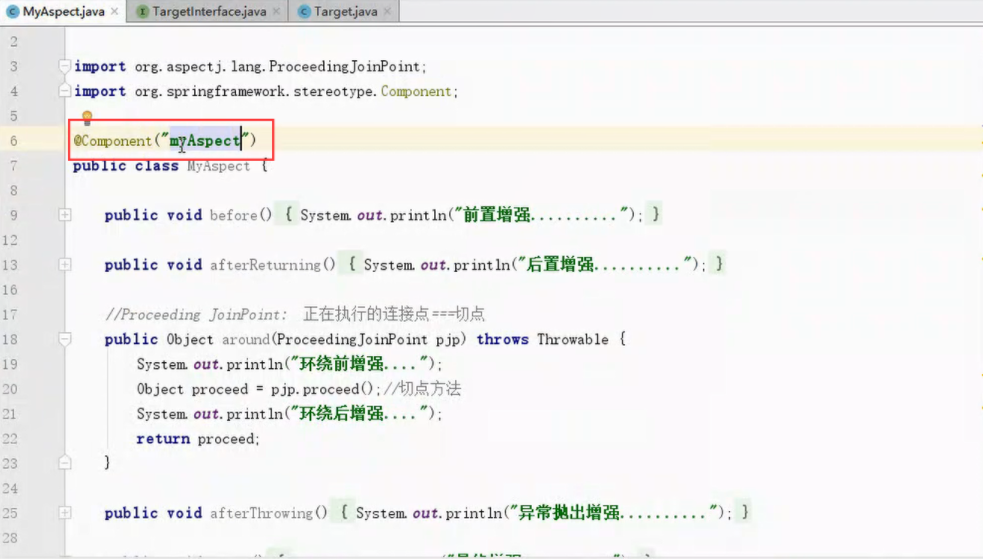 MyAspect.java × TargetInterface.java × Target.java ×
2
3 import org.aspectj.lang.ProceedingJoinPoint;
4 import org.springframework.stereotype.Component;
5
6 @Component("myAspect")
7 public class MyAspect {
8
9 public void before() { System.out.println("前置增强.........."); }
12
13 public void afterReturning() { System.out.println("后置增强.........."); }
16
17 //Proceeding JoinPoint: 正在执行的连接点===切点
18 public Object around(ProceedingJoinPoint pjp) throws Throwable {
19 System.out.println("环绕前增强....");
20 Object proceed = pjp.proceed();//切点方法
21 System.out.println("环绕后增强....");
22 return proceed;
23 }
24
25 public void afterThrowing() { System.out.println("异常抛出增强.........."); }
28